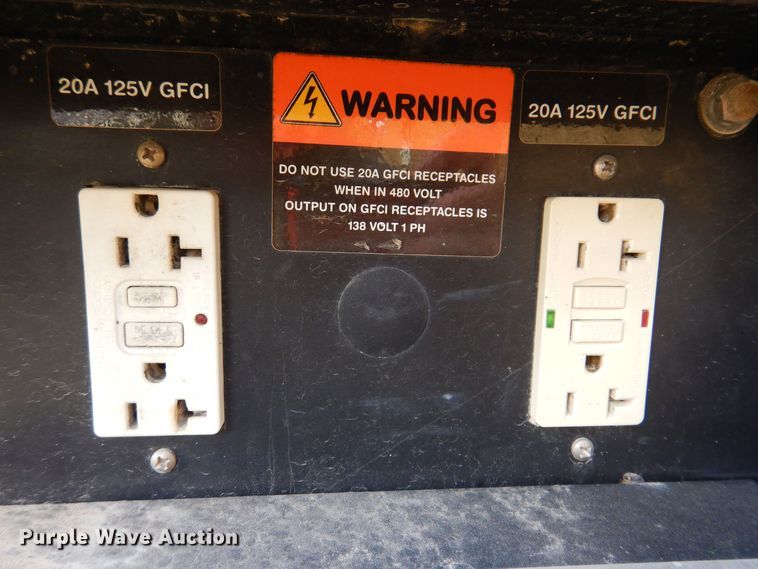 20A 125V GFCI
WARNING
DO NOT USE 20A GFCI RECEPTACLES
WHEN IN 480 VOLT
OUTPUT ON GFCI RECEPTACLES IS
138 VOLT 1 PH
20A 125V GFCI
Purple Wave Auction